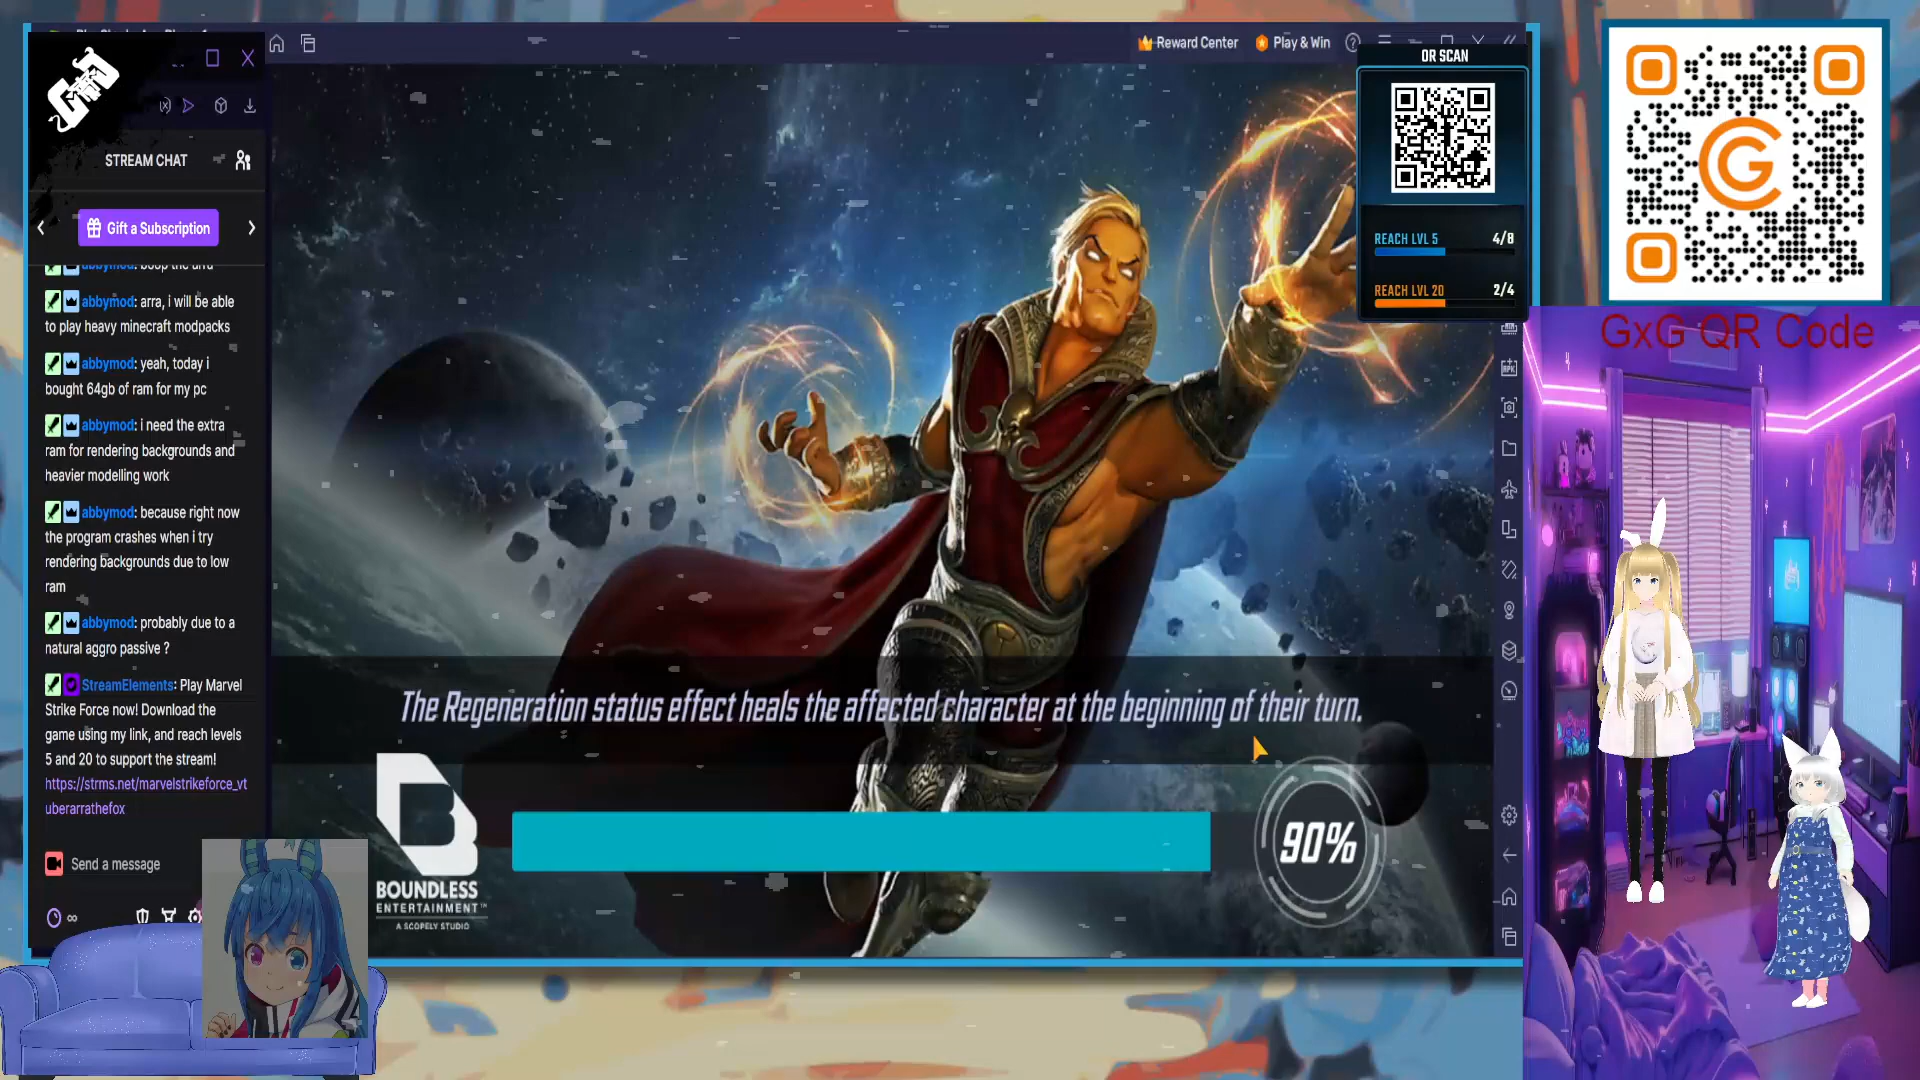 Reward Center
Play & Win
OR SCAN
STREAM CHAT
Gift a Subscription
abbymod: boop the arra
abbymod: arra, i will be able
to play heavy minecraft modpacks
abbymod: yeah, today i
bought 64gb of ram for my pc
abbymod: i need the extra
ram for rendering backgrounds and
heavier modelling work
abbymod: because right now
the program crashes when i try
rendering backgrounds due to low
ram
abbymod: probably due to a
natural aggro passive ?
StreamElements: Play Marvel
Strike Force now! Download the
game using my link, and reach levels
5 and 20 to support the stream!
https://strms.net/marvelstrikeforce_vt
uberarrathefox
Send a message
∞
REACH LVL 5 4/8
REACH LVL 20 2/4
The Regeneration status effect heals the affected character at the beginning of their turn.
B
BOUNDLESS
ENTERTAINMENT™
A SCOPELY STUDIO
90%
G
GxG QR Code